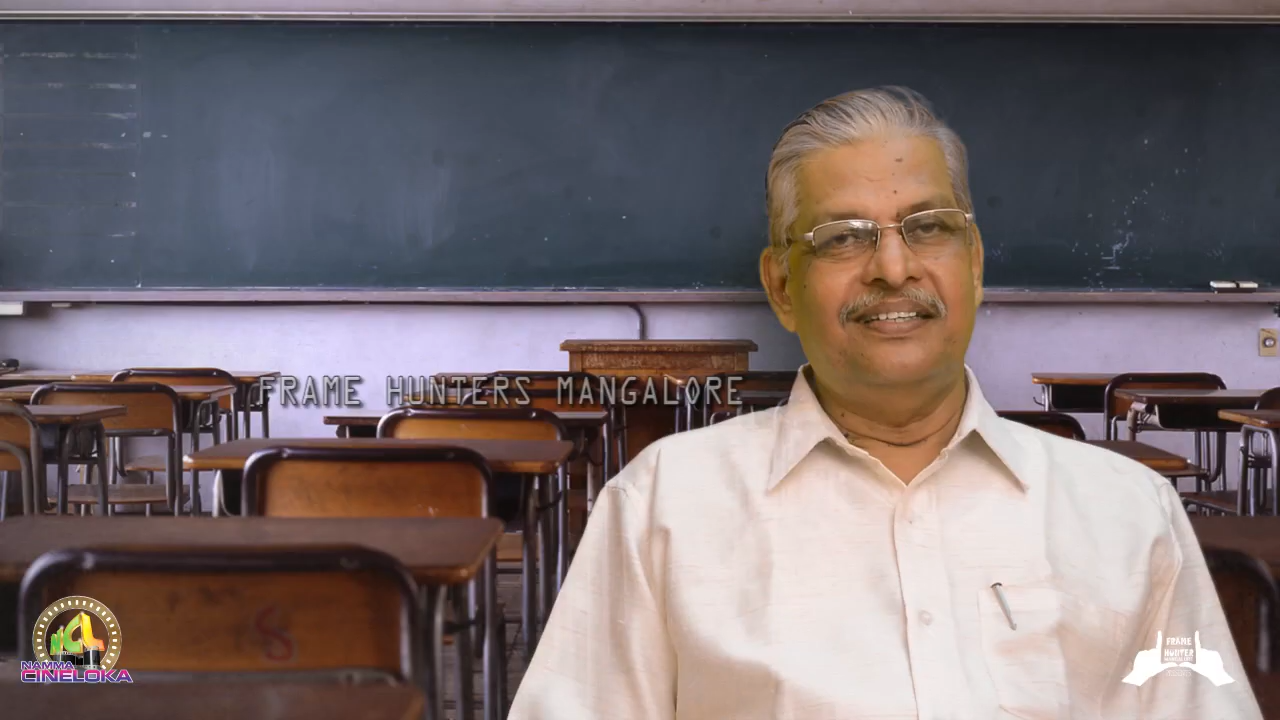 FRAME HUNTERS MANGALORE
NAMMA
CINELOKA
FRAME
HUNTER